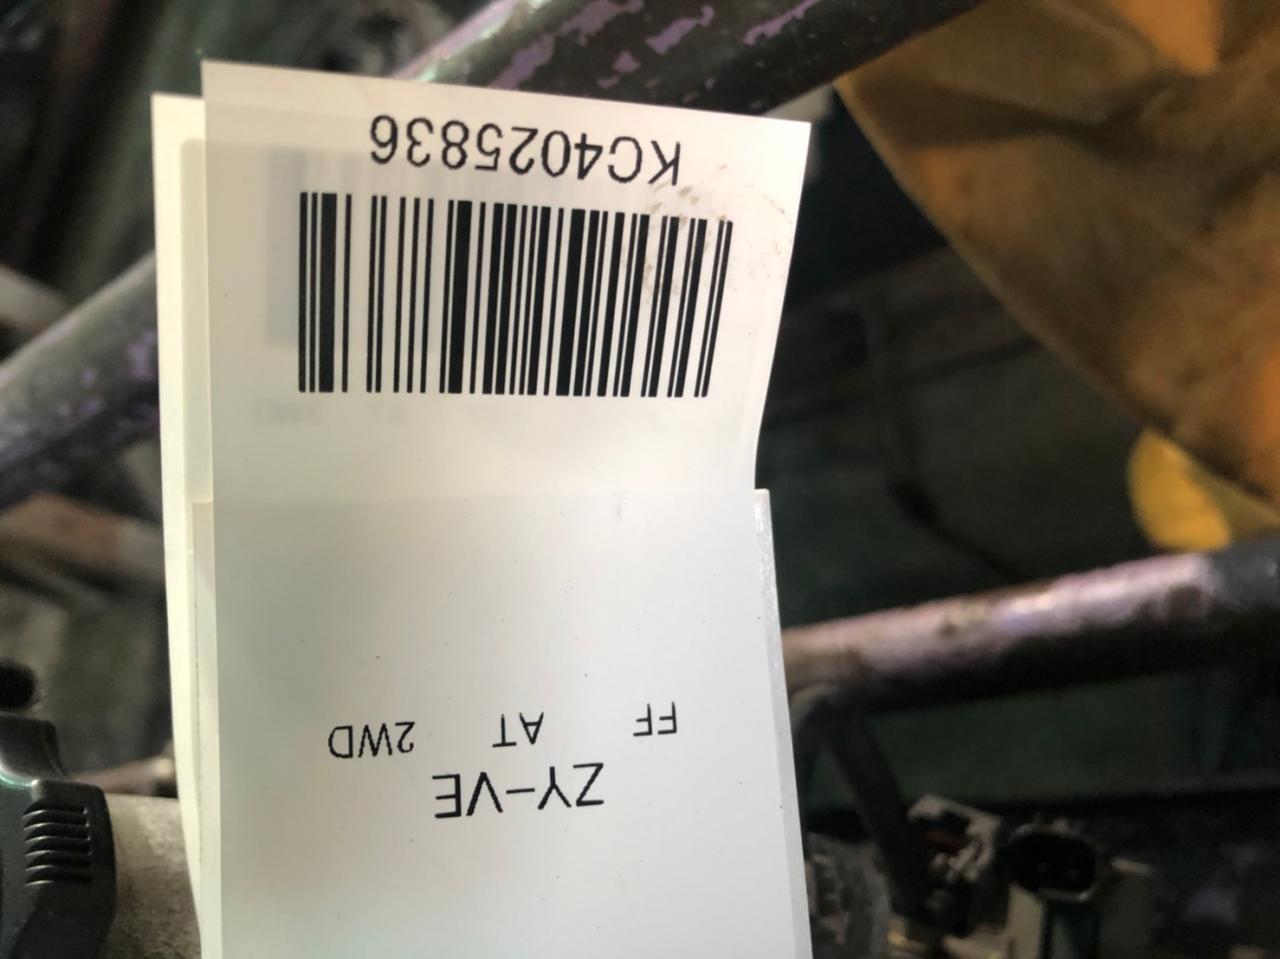 ZY-VE
FF AT 2WD
KC4025836